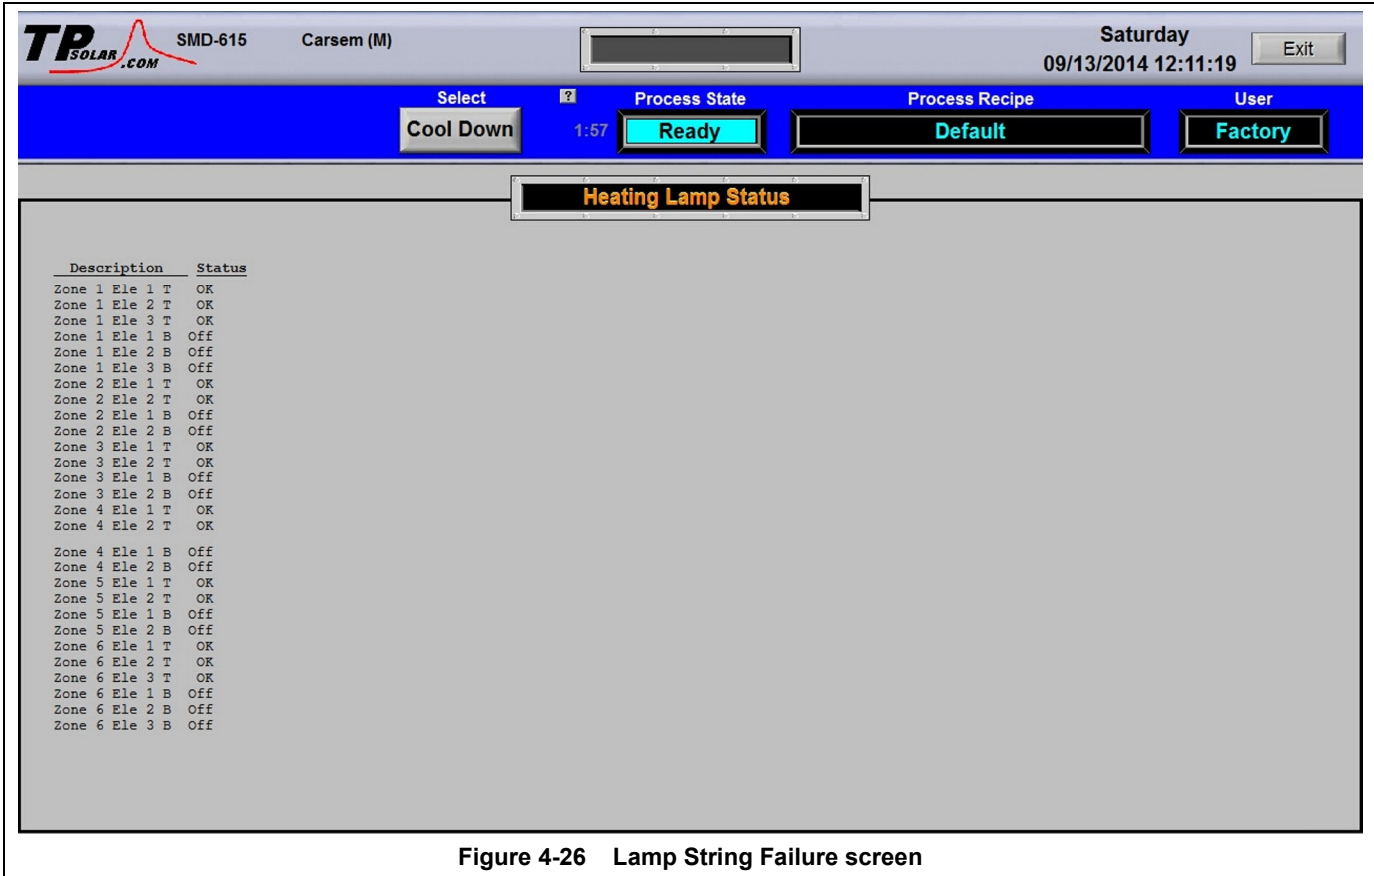 TP SOLAR .COM SMD-615 Carsem (M)
Saturday
09/13/2014 12:11:19 Exit
Select ? Process State Process Recipe User
Cool Down 1:57 Ready Default Factory
Heating Lamp Status
Description Status
Zone 1 Ele 1 T OK
Zone 1 Ele 2 T OK
Zone 1 Ele 3 T OK
Zone 1 Ele 1 B Off
Zone 1 Ele 2 B Off
Zone 1 Ele 3 B Off
Zone 2 Ele 1 T OK
Zone 2 Ele 2 T OK
Zone 2 Ele 1 B Off
Zone 2 Ele 2 B Off
Zone 3 Ele 1 T OK
Zone 3 Ele 2 T OK
Zone 3 Ele 1 B Off
Zone 3 Ele 2 B Off
Zone 4 Ele 1 T OK
Zone 4 Ele 2 T OK
Zone 4 Ele 1 B Off
Zone 4 Ele 2 B Off
Zone 5 Ele 1 T OK
Zone 5 Ele 2 T OK
Zone 5 Ele 1 B Off
Zone 5 Ele 2 B Off
Zone 6 Ele 1 T OK
Zone 6 Ele 2 T OK
Zone 6 Ele 3 T OK
Zone 6 Ele 1 B Off
Zone 6 Ele 2 B Off
Zone 6 Ele 3 B Off
Figure 4-26 Lamp String Failure screen